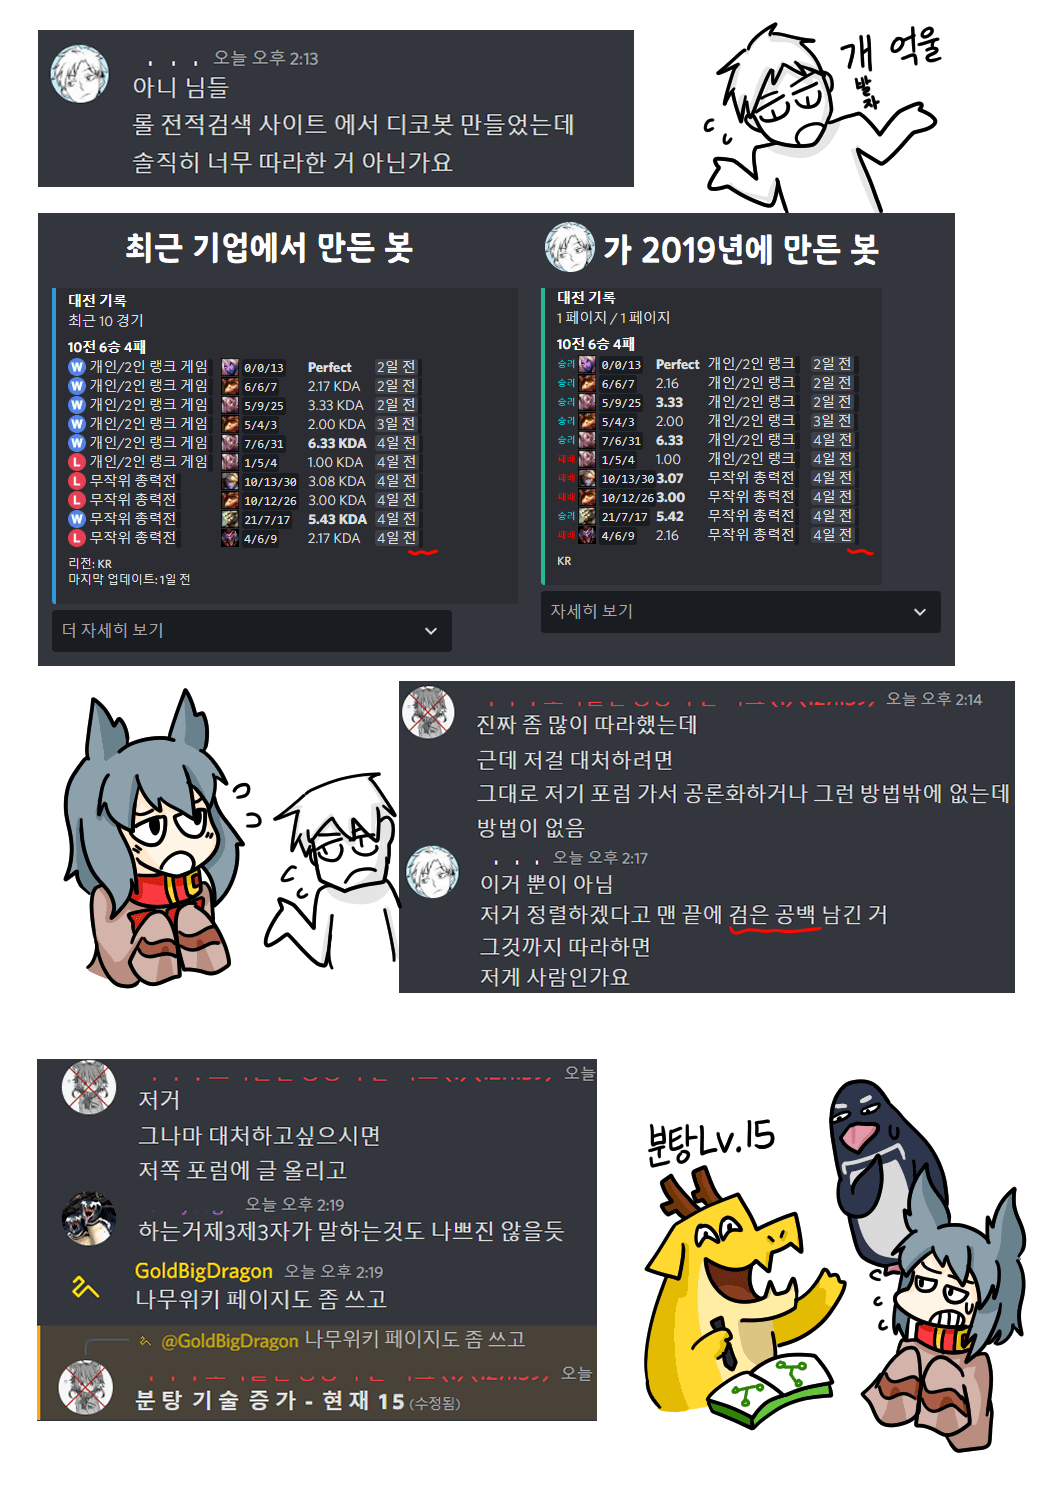 오늘 오후 2:13
아니 님들
롤 전적검색 사이트 에서 디코봇 만들었는데
솔직히 너무 따라한 거 아닌가요
개 억울
발자
최근 기업에서 만든 봇
대전 기록
최근 10 경기
10전 6승 4패
W 개인/2인 랭크 게임 0/0/13 Perfect 2일 전
W 개인/2인 랭크 게임 6/6/7 2.17 KDA 2일 전
W 개인/2인 랭크 게임 5/9/25 3.33 KDA 2일 전
W 개인/2인 랭크 게임 5/4/3 2.00 KDA 3일 전
W 개인/2인 랭크 게임 7/6/31 6.33 KDA 4일 전
L 개인/2인 랭크 게임 1/5/4 1.00 KDA 4일 전
L 무작위 총력전 10/13/30 3.08 KDA 4일 전
L 무작위 총력전 10/12/26 3.00 KDA 4일 전
W 무작위 총력전 21/7/17 5.43 KDA 4일 전
L 무작위 총력전 4/6/9 2.17 KDA 4일 전
리전: KR
마지막 업데이트: 1일 전
더 자세히 보기
가 2019년에 만든 봇
대전 기록
1 페이지 / 1 페이지
10전 6승 4패
승리 0/0/13 Perfect 개인/2인 랭크 2일 전
승리 6/6/7 2.16 개인/2인 랭크 2일 전
승리 5/9/25 3.33 개인/2인 랭크 2일 전
승리 5/4/3 2.00 개인/2인 랭크 3일 전
승리 7/6/31 6.33 개인/2인 랭크 4일 전
패배 1/5/4 1.00 개인/2인 랭크 4일 전
패배 10/13/30 3.07 무작위 총력전 4일 전
패배 10/12/26 3.00 무작위 총력전 4일 전
승리 21/7/17 5.42 무작위 총력전 4일 전
패배 4/6/9 2.16 무작위 총력전 4일 전
KR
자세히 보기
오늘 오후 2:14
진짜 좀 많이 따라했는데
근데 저걸 대처하려면
그대로 저기 포럼 가서 공론화하거나 그런 방법밖에 없는데
방법이 없음
오늘 오후 2:17
이거 뿐이 아님
저거 정렬하겠다고 맨 끝에 검은 공백 남긴 거
그것까지 따라하면
저게 사람인가요
오늘
저거
그나마 대처하고싶으시면
저쪽 포럼에 글 올리고
오늘 오후 2:19
하는거제3제3자가 말하는것도 나쁘진 않을듯
GoldBigDragon 오늘 오후 2:19
나무위키 페이지도 좀 쓰고
@GoldBigDragon 나무위키 페이지도 좀 쓰고
오늘
분 탕 기 술 증 가 - 현 재 1 5 (수정됨)
분탕Lv.15